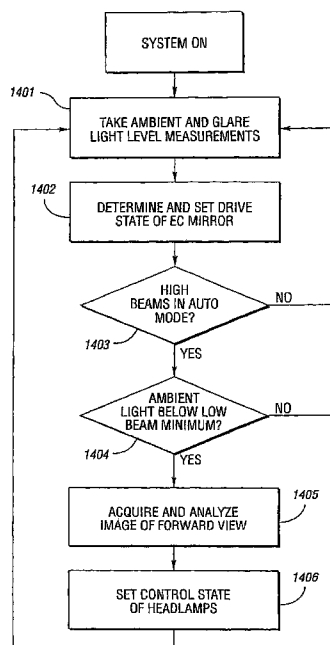 SYSTEM ON
1401
TAKE AMBIENT AND GLARE
LIGHT LEVEL MEASUREMENTS
1402
DETERMINE AND SET DRIVE
STATE OF EC MIRROR
HIGH
BEAMS IN AUTO
MODE?
NO
1403
YES
AMBIENT
LIGHT BELOW LOW
BEAM MINIMUM?
NO
1404
YES
ACQUIRE AND ANALYZE
IMAGE OF FORWARD VIEW
1405
SET CONTROL STATE
OF HEADLAMPS
1406